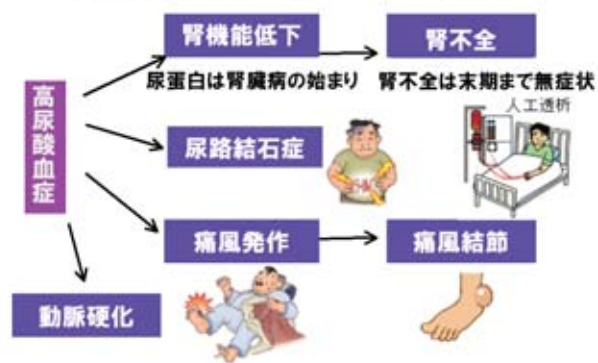 腎機能低下
腎不全
尿蛋白は腎臓病の始まり
腎不全は末期まで無症状
人工透析
高尿酸血症
尿路結石症
痛風発作
痛風結節
動脈硬化